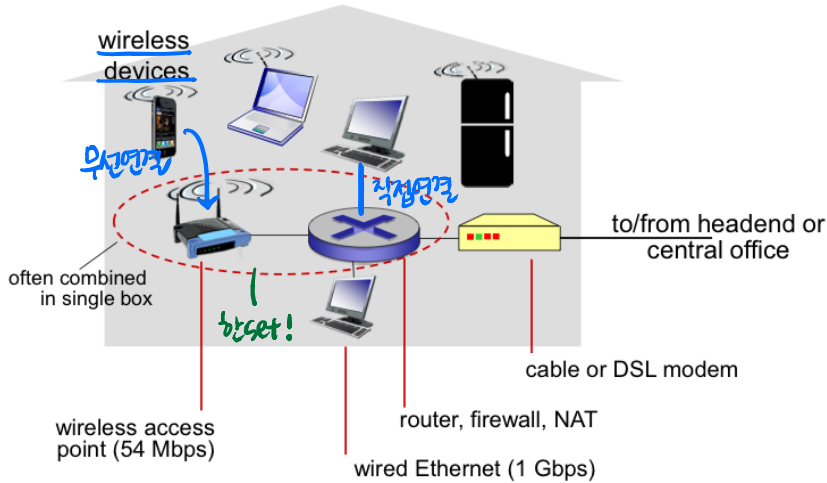 wireless
devices
무선연결
직접연결
to/from headend or
central office
often combined
in single box
한set!
cable or DSL modem
router, firewall, NAT
wireless access
point (54 Mbps)
wired Ethernet (1 Gbps)